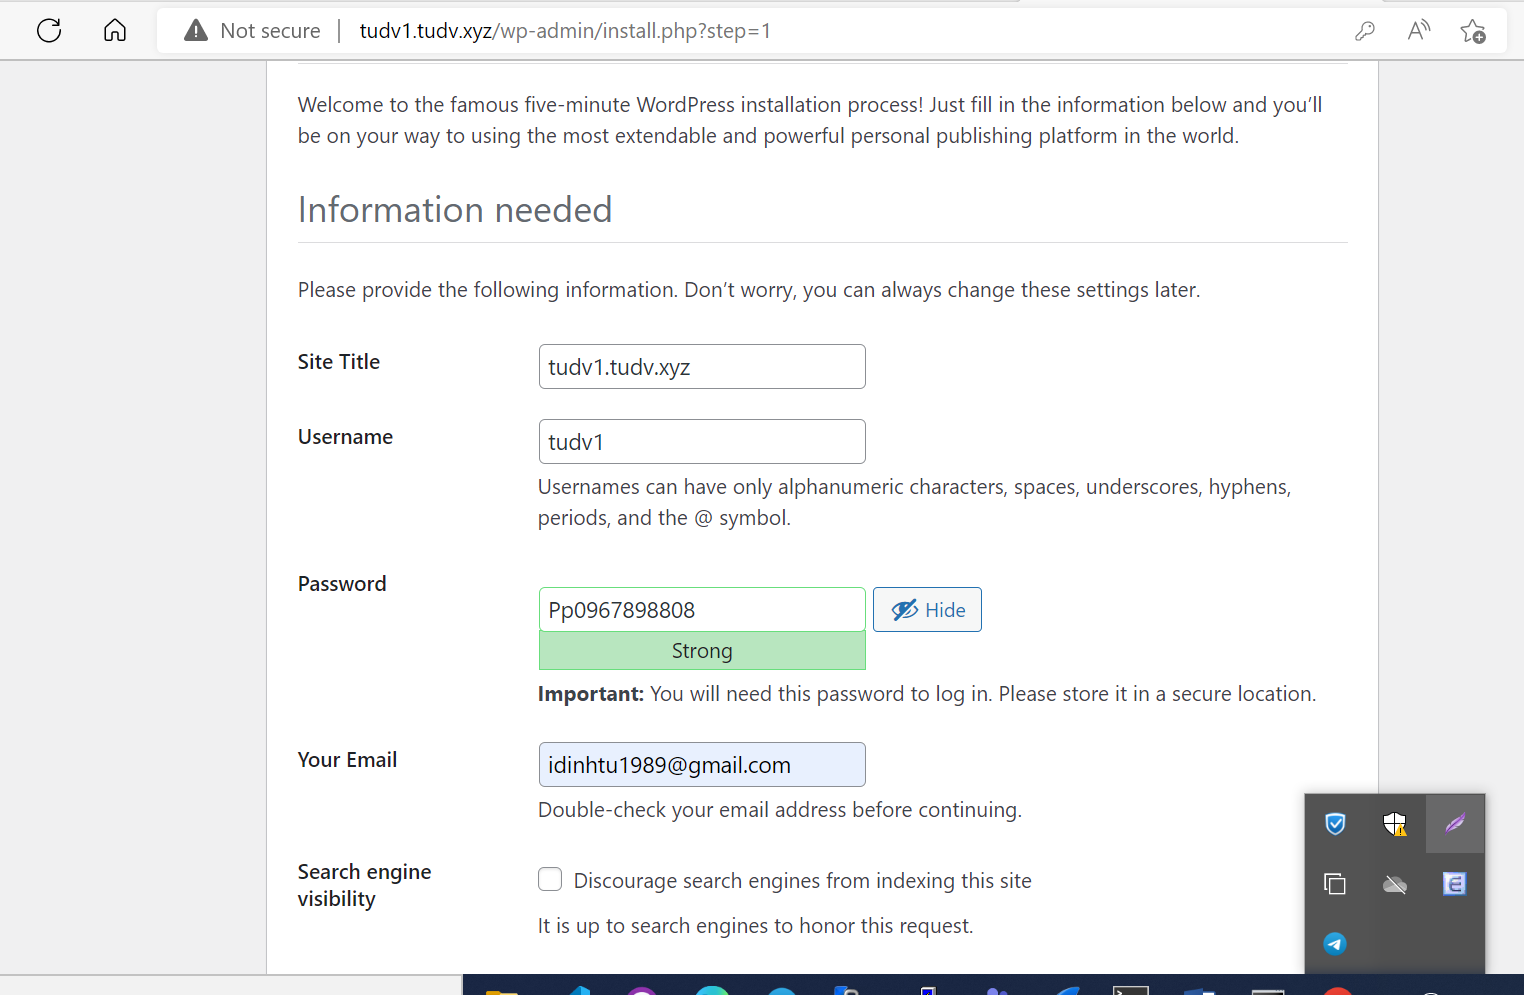 Not secure | tudv1.tudv.xyz/wp-admin/install.php?step=1
Welcome to the famous five-minute WordPress installation process! Just fill in the information below and you’ll
be on your way to using the most extendable and powerful personal publishing platform in the world.
Information needed
Please provide the following information. Don’t worry, you can always change these settings later.
Site Title
tudv1.tudv.xyz
Username
tudv1
Usernames can have only alphanumeric characters, spaces, underscores, hyphens,
periods, and the @ symbol.
Password
Pp0967898808
Hide
Strong
Important: You will need this password to log in. Please store it in a secure location.
Your Email
idinhtu1989@gmail.com
Double-check your email address before continuing.
Search engine
visibility
Discourage search engines from indexing this site
It is up to search engines to honor this request.